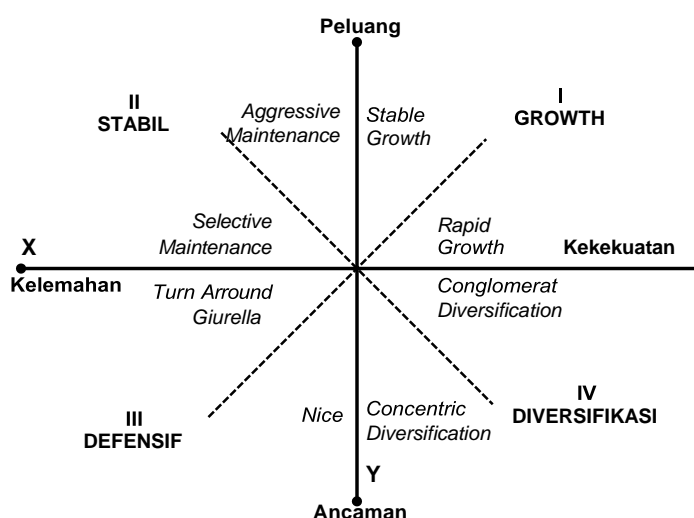 Peluang
II
STABIL
Aggressive
Maintenance
Stable
Growth
I
GROWTH
Selective
Maintenance
Rapid
Growth
X
Kekekuatan
Kelemahan
Turn Arround
Giurella
Conglomerat
Diversification
III
DEFENSIF
Nice
Concentric
Diversification
IV
DIVERSIFIKASI
Y
Ancaman